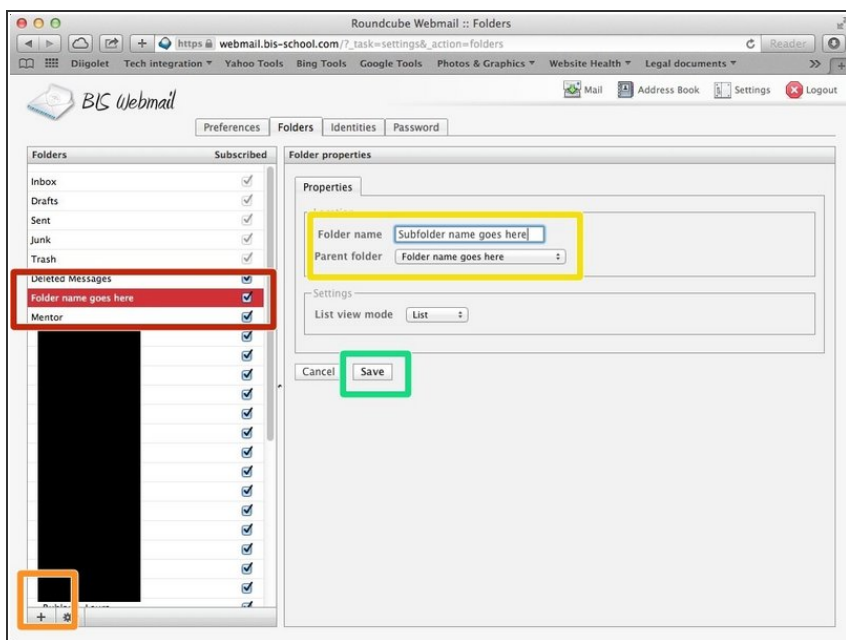 Roundcube Webmail :: Folders
https webmail.bis-school.com/?_task=settings&_action=folders
Reader
Diigolet Tech integration Yahoo Tools Bing Tools Google Tools Photos & Graphics Website Health Legal documents
BIS Webmail
Mail Address Book Settings Logout
Preferences Folders Identities Password
Folders Subscribed
Inbox
Drafts
Sent
Junk
Trash
Deleted Messages
Folder name goes here
Mentor
Folder properties
Properties
Location
Folder name Subfolder name goes here
Parent folder Folder name goes here
Settings
List view mode List
Cancel Save